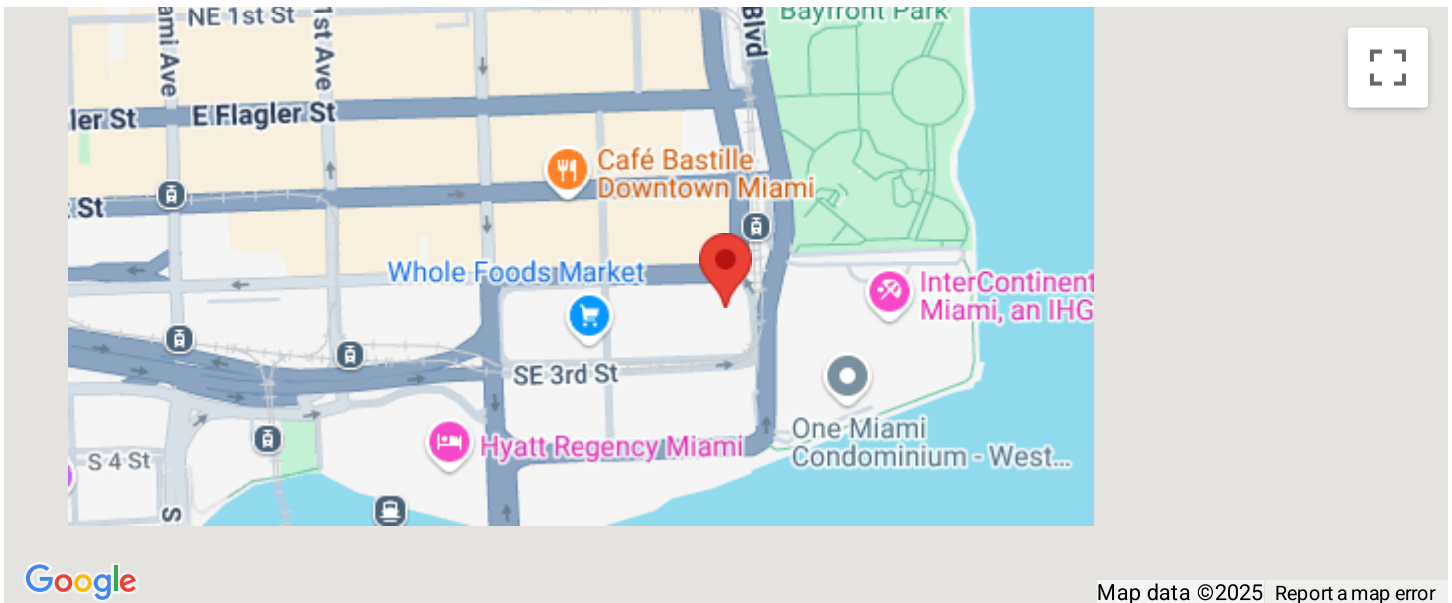 Bayfront Park
NE 1st St
ami Ave
1st Ave
Blvd
ler St
E Flagler St
Café Bastille
Downtown Miami
St
Whole Foods Market
InterContinent
Miami, an IHG
SE 3rd St
One Miami
Condominium - West...
Hyatt Regency Miami
S 4 St
S
Google
Map data ©2025
Report a map error